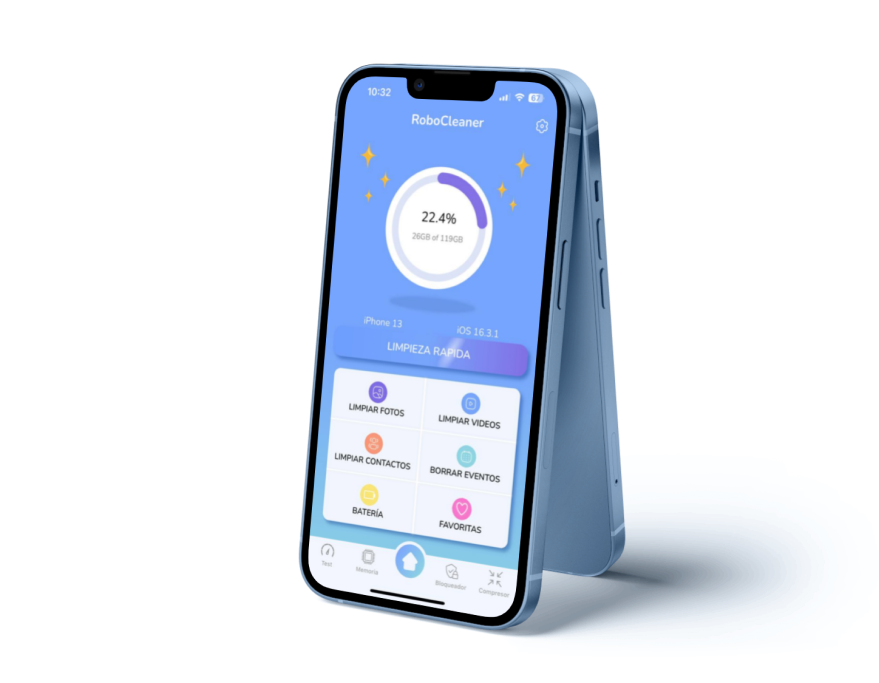 10:32
67
RoboCleaner
22.4%
26GB of 119GB
iPhone 13
iOS 16.3.1
LIMPIEZA RAPIDA
LIMPIAR FOTOS
LIMPIAR VIDEOS
LIMPIAR CONTACTOS
BORRAR EVENTOS
BATERÍA
FAVORITAS
Test
Memoria
Bloqueador
Compresor